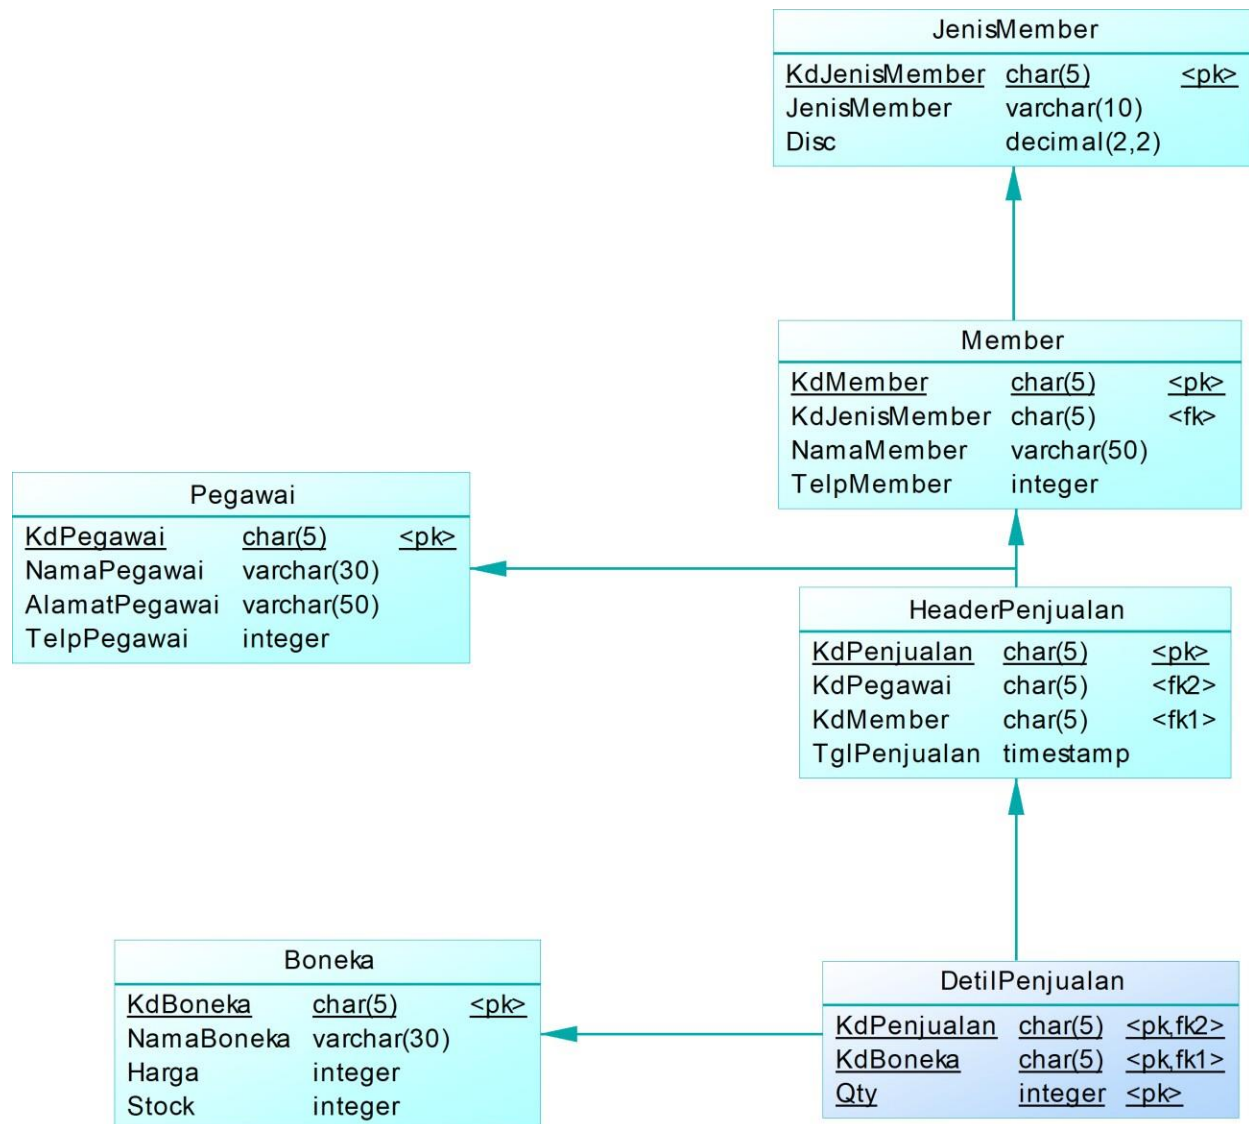 JenisMember
KdJenisMember char(5) <pk>
JenisMember varchar(10)
Disc decimal(2,2)
Member
KdMember char(5) <pk>
KdJenisMember char(5) <fk>
NamaMember varchar(50)
TelpMember integer
Pegawai
KdPegawai char(5) <pk>
NamaPegawai varchar(30)
AlamatPegawai varchar(50)
TelpPegawai integer
HeaderPenjualan
KdPenjualan char(5) <pk>
KdPegawai char(5) <fk2>
KdMember char(5) <fk1>
TglPenjualan timestamp
Boneka
KdBoneka char(5) <pk>
NamaBoneka varchar(30)
Harga integer
Stock integer
DetilPenjualan
KdPenjualan char(5) <pk,fk2>
KdBoneka char(5) <pk,fk1>
Qty integer <pk>